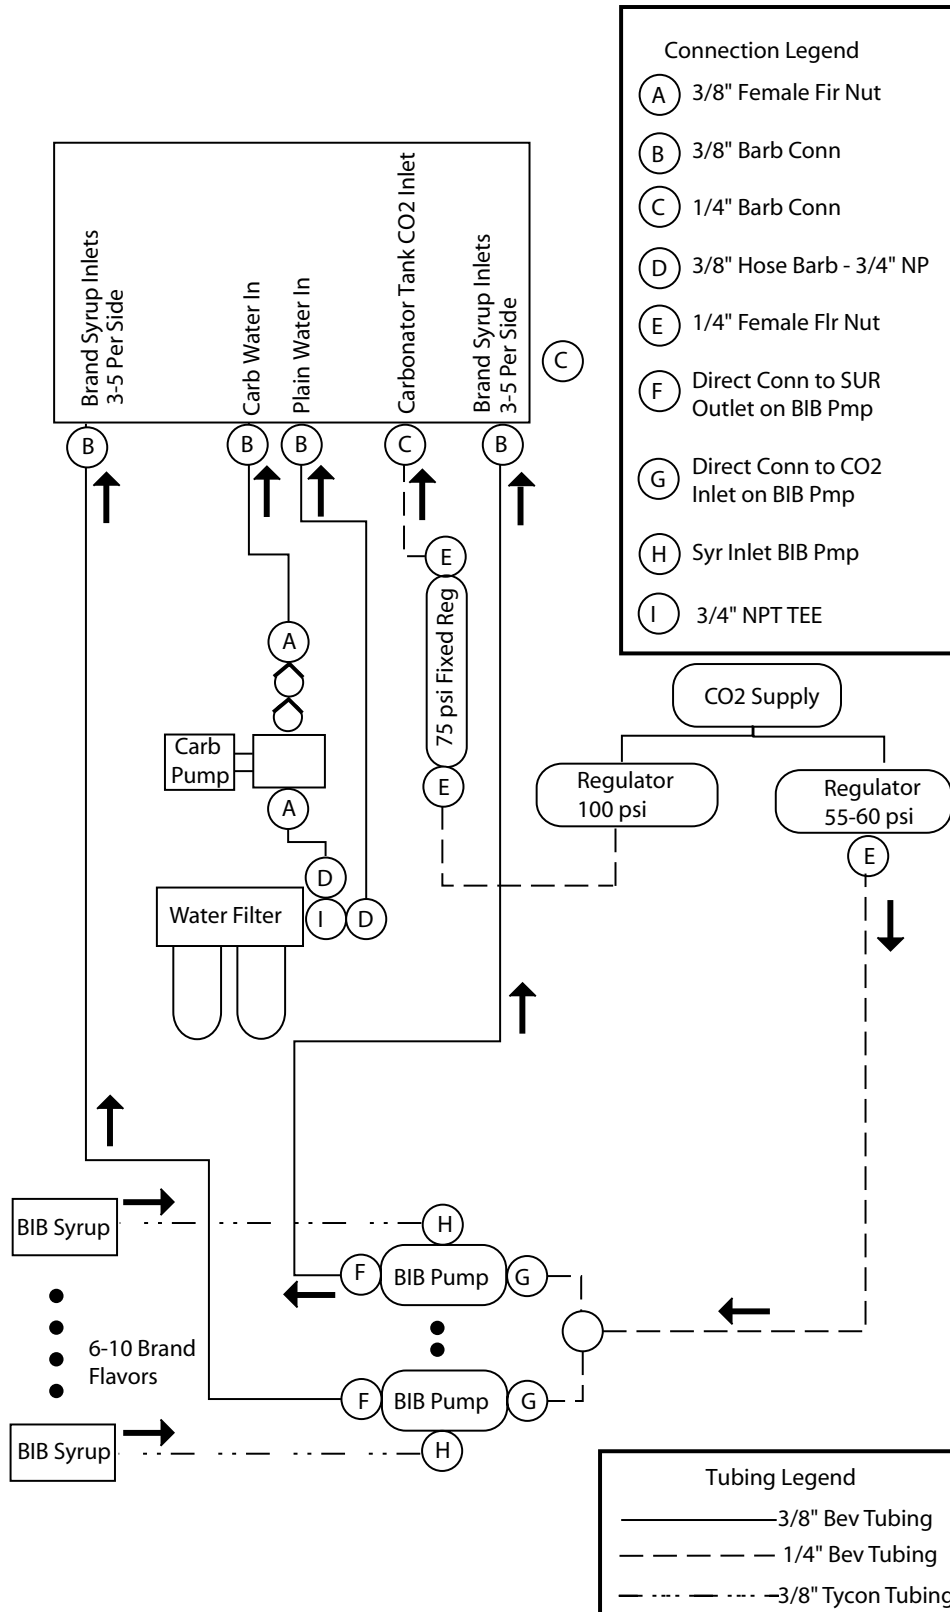 Connection Legend
A 3/8" Female Fir Nut
B 3/8" Barb Conn
C 1/4" Barb Conn
D 3/8" Hose Barb - 3/4" NP
E 1/4" Female Flr Nut
F Direct Conn to SUR
Outlet on BIB Pmp
G Direct Conn to CO2
Inlet on BIB Pmp
H Syr Inlet BIB Pmp
I 3/4" NPT TEE
Brand Syrup Inlets
3-5 Per Side
Carb Water In
Plain Water In
Carbonator Tank CO2 Inlet
Brand Syrup Inlets
3-5 Per Side
C
B
B
B
C
B
E
75 psi Fixed Reg
E
A
Carb
Pump
A
D
Water Filter
I
D
CO2 Supply
Regulator
100 psi
Regulator
55-60 psi
E
BIB Syrup
H
F
BIB Pump
G
6-10 Brand
Flavors
F
BIB Pump
G
BIB Syrup
H
Tubing Legend
3/8" Bev Tubing
1/4" Bev Tubing
3/8" Tycon Tubing